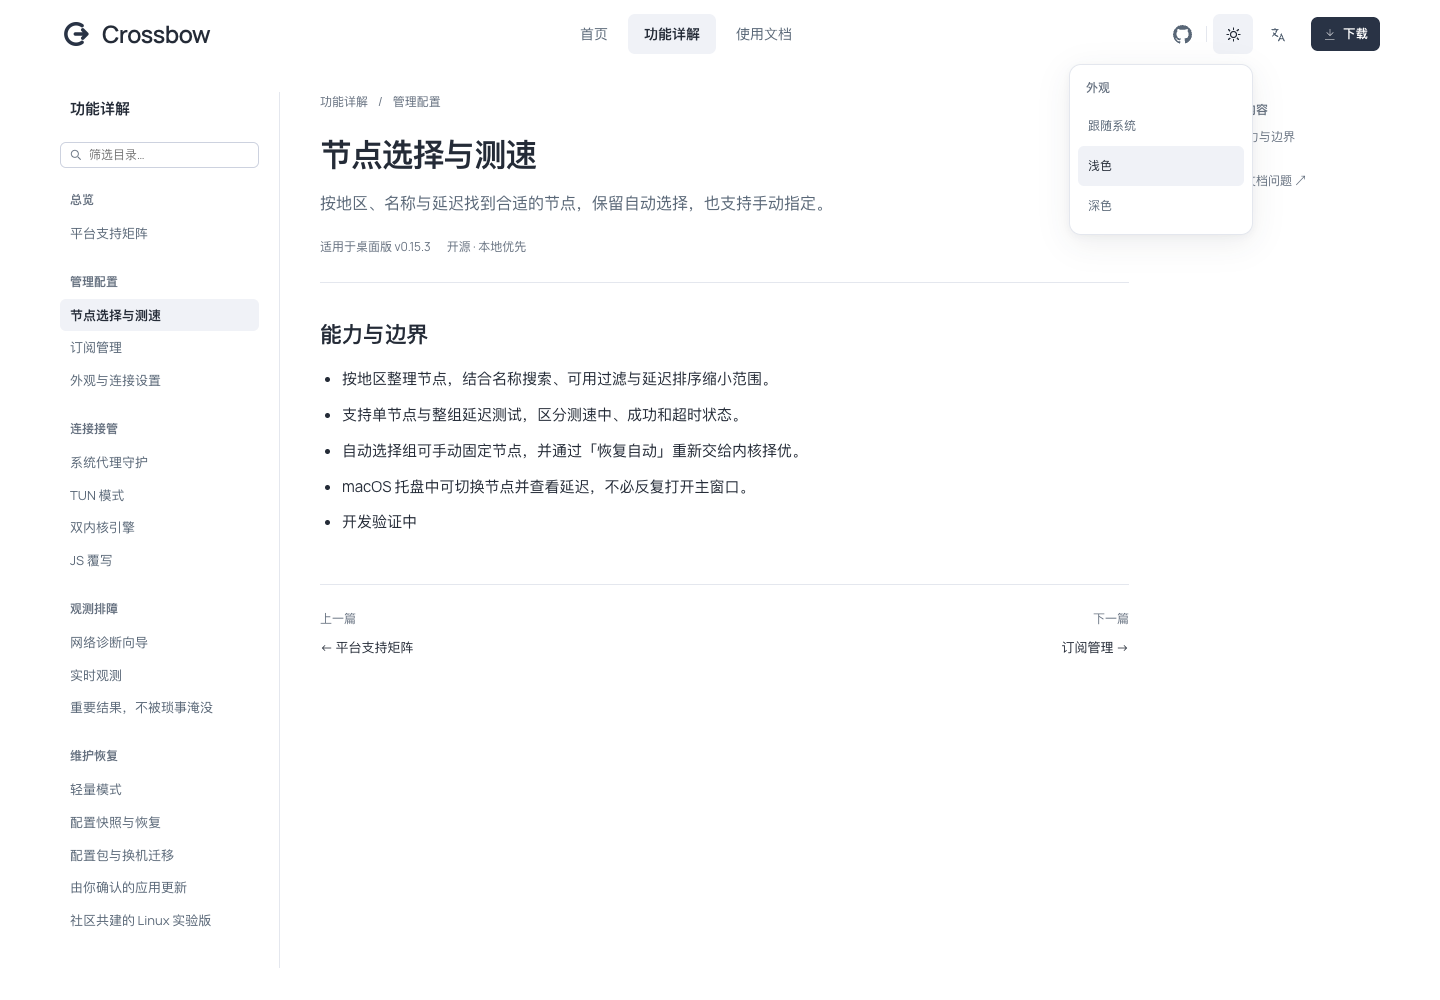 Crossbow
首页
功能详解
使用文档
下载
功能详解
筛选目录...
总览
平台支持矩阵
管理配置
节点选择与测速
订阅管理
外观与连接设置
连接接管
系统代理守护
TUN 模式
双内核引擎
JS 覆写
观测排障
网络诊断向导
实时观测
重要结果，不被琐事淹没
维护恢复
轻量模式
配置快照与恢复
配置包与换机迁移
由你确认的应用更新
社区共建的 Linux 实验版
功能详解 / 管理配置
节点选择与测速
按地区、名称与延迟找到合适的节点，保留自动选择，也支持手动指定。
适用于桌面版 v0.15.3 开源 · 本地优先
能力与边界
按地区整理节点，结合名称搜索、可用过滤与延迟排序缩小范围。
支持单节点与整组延迟测试，区分测速中、成功和超时状态。
自动选择组可手动固定节点，并通过「恢复自动」重新交给内核择优。
macOS 托盘中可切换节点并查看延迟，不必反复打开主窗口。
开发验证中
上一篇
← 平台支持矩阵
下一篇
订阅管理 →
外观
跟随系统
浅色
深色
容
与边界
档问题 ↗